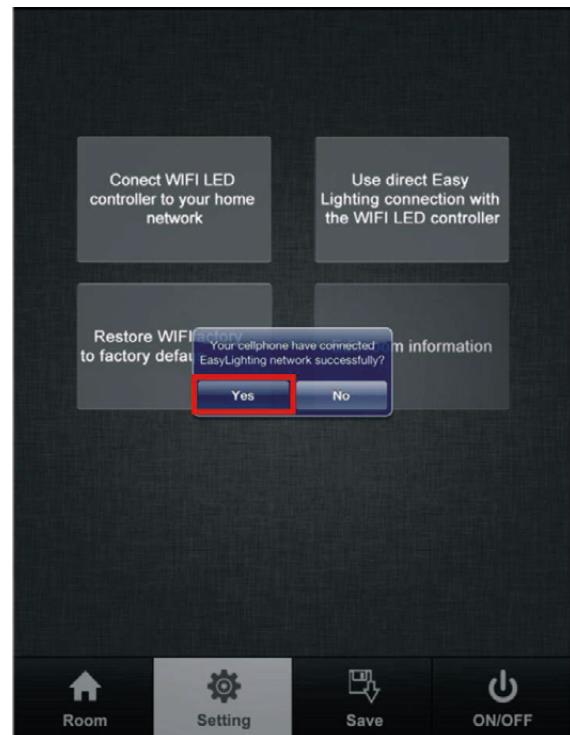 Conect WIFI LED
controller to your home
network
Use direct Easy
Lighting connection with
the WIFI LED controller
Restore WIFI factory
to factory defau
m information
Your cellphone have connected
EasyLighting network successfully?
Yes
No
Room
Setting
Save
ON/OFF